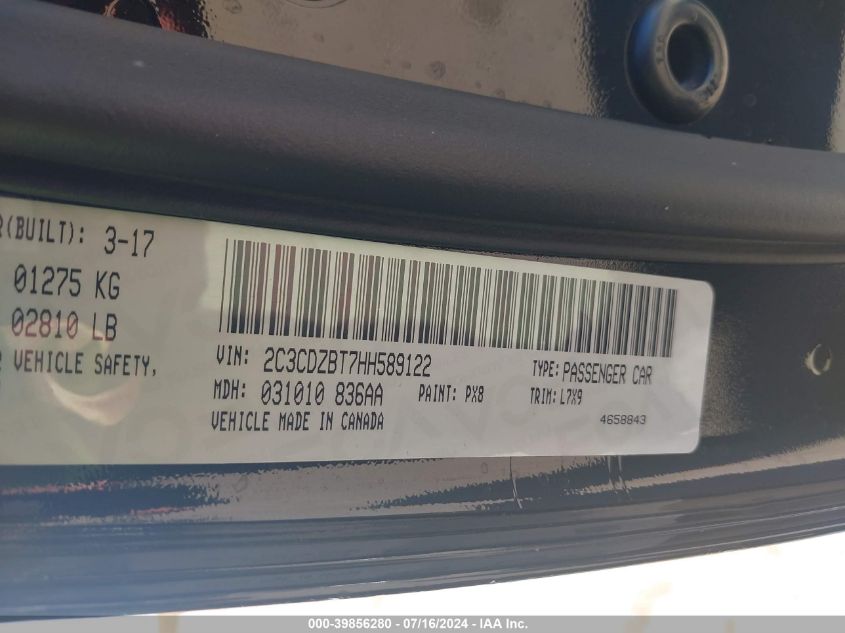 R(BUILT): 3-17
01275 KG
02810 LB
VEHICLE SAFETY,
VIN: 2C3CDZBT7HH589122
TYPE: PASSENGER CAR
MDH: 031010 836AA
PAINT: PX8
TRIM: L7X9
VEHICLE MADE IN CANADA
4658843
000-39856280 - 07/16/2024 - IAA Inc.